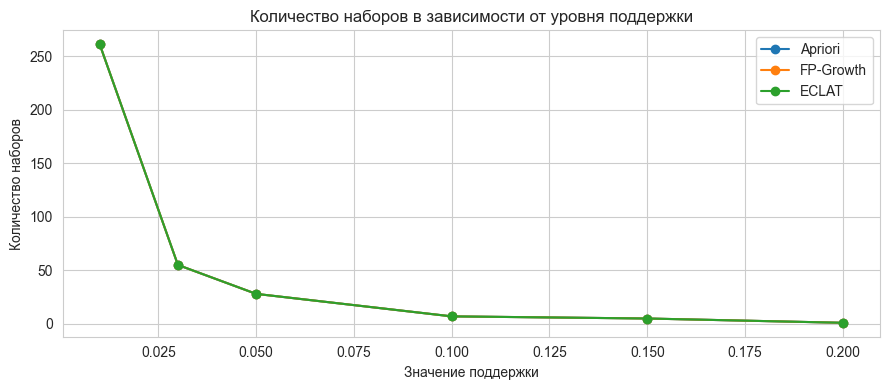 Количество наборов в зависимости от уровня поддержки
Apriori
FP-Growth
ECLAT
Количество наборов
250
200
150
100
50
0
0.025
0.050
0.075
0.100
0.125
0.150
0.175
0.200
Значение поддержки